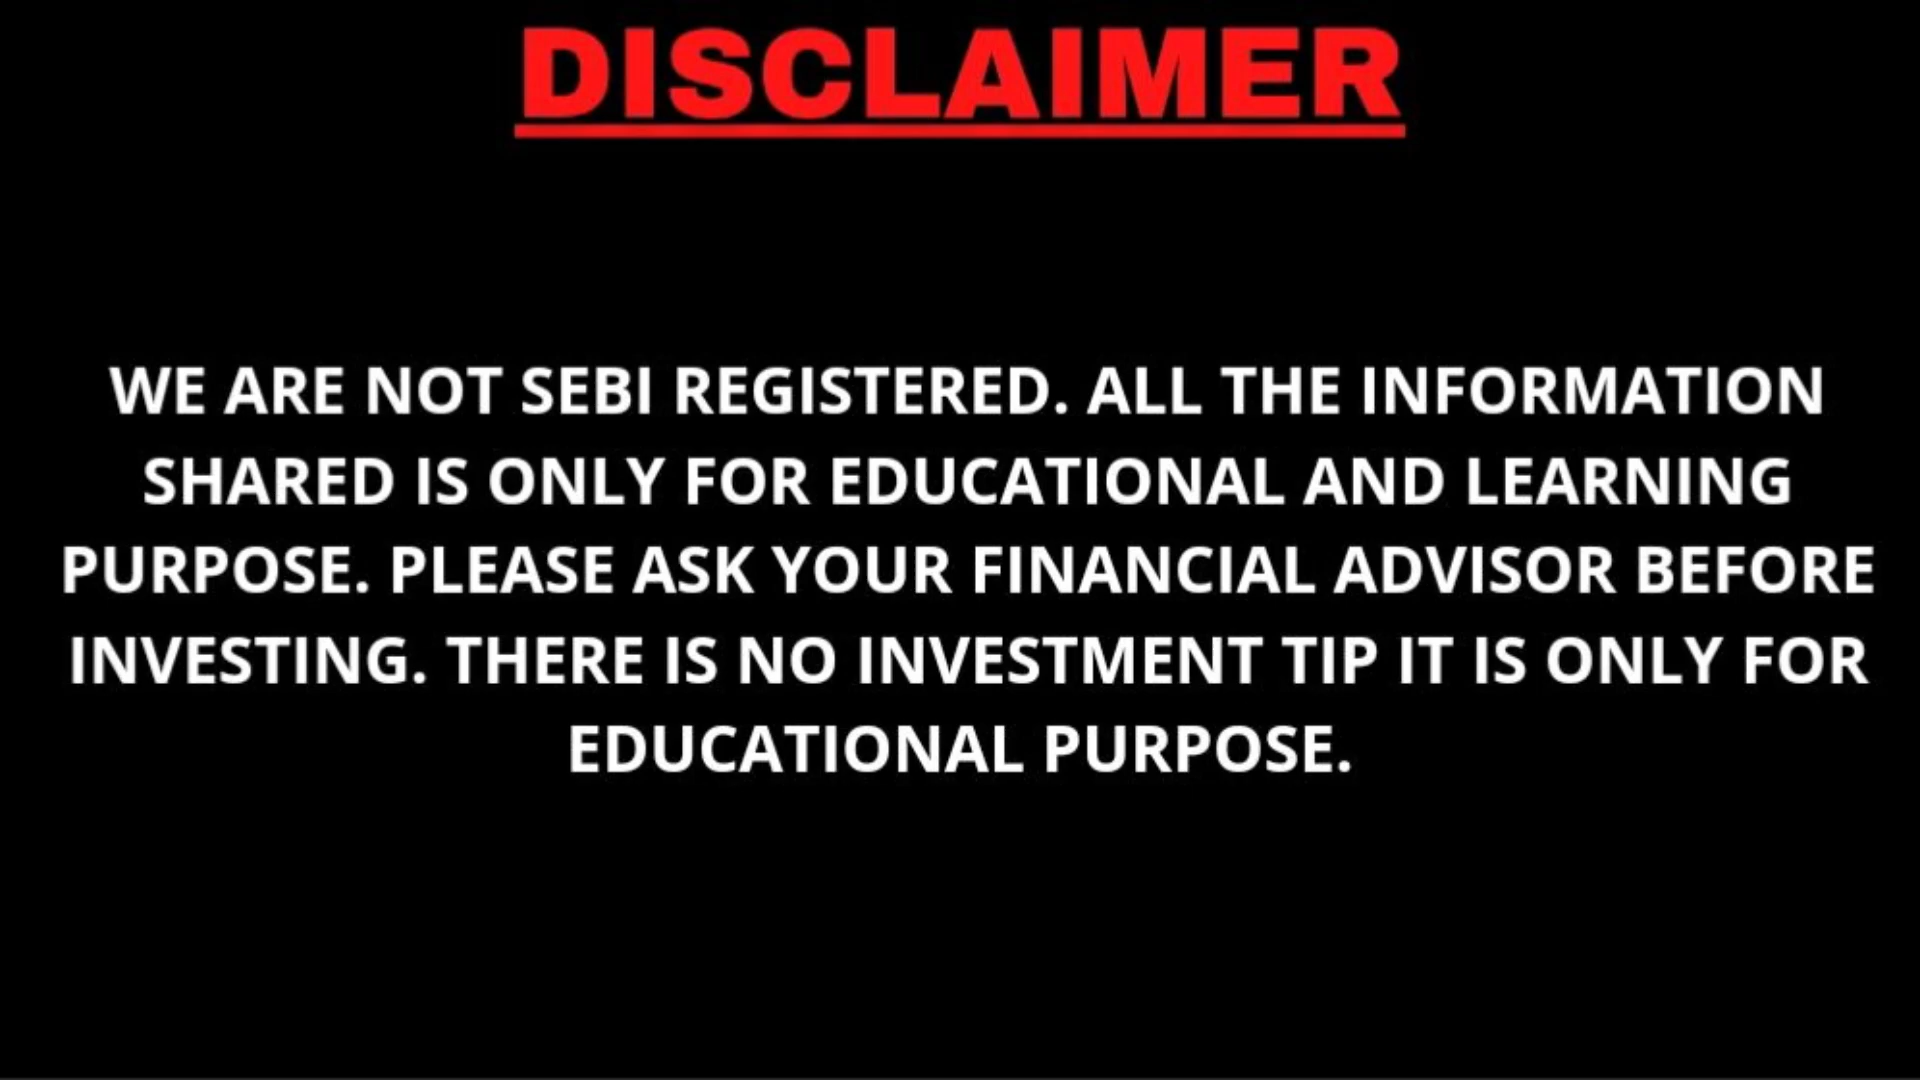 DISCLAIMER
WE ARE NOT SEBI REGISTERED. ALL THE INFORMATION
SHARED IS ONLY FOR EDUCATIONAL AND LEARNING
PURPOSE. PLEASE ASK YOUR FINANCIAL ADVISOR BEFORE
INVESTING. THERE IS NO INVESTMENT TIP IT IS ONLY FOR
EDUCATIONAL PURPOSE.